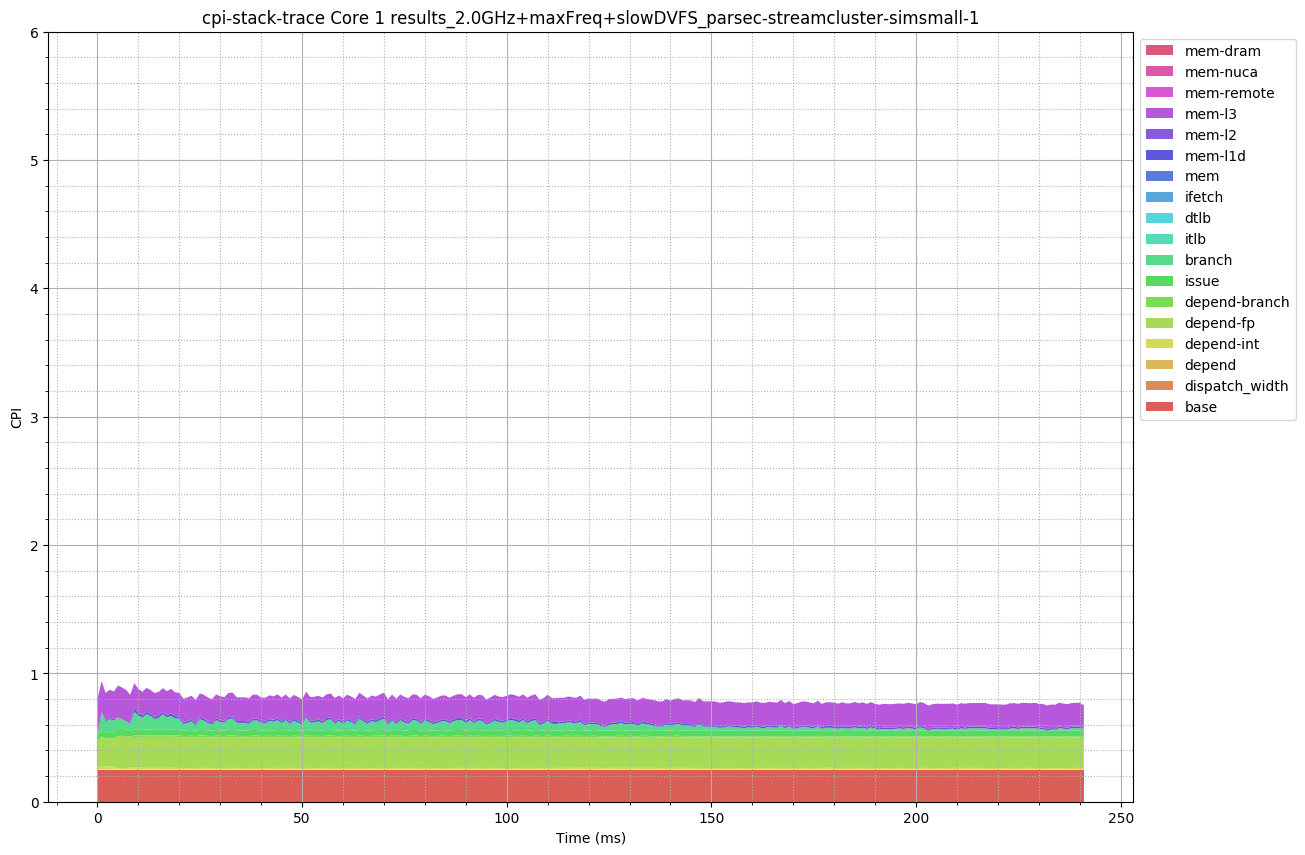 cpi-stack-trace Core 1 results_2.0GHz+maxFreq+slowDVFS_parsec-streamcluster-simsmall-1
6
5
4
3
2
1
0
CPI
0 50 100 150 200 250
Time (ms)
mem-dram
mem-nuca
mem-remote
mem-l3
mem-l2
mem-l1d
mem
ifetch
dtlb
itlb
branch
issue
depend-branch
depend-fp
depend-int
depend
dispatch_width
base